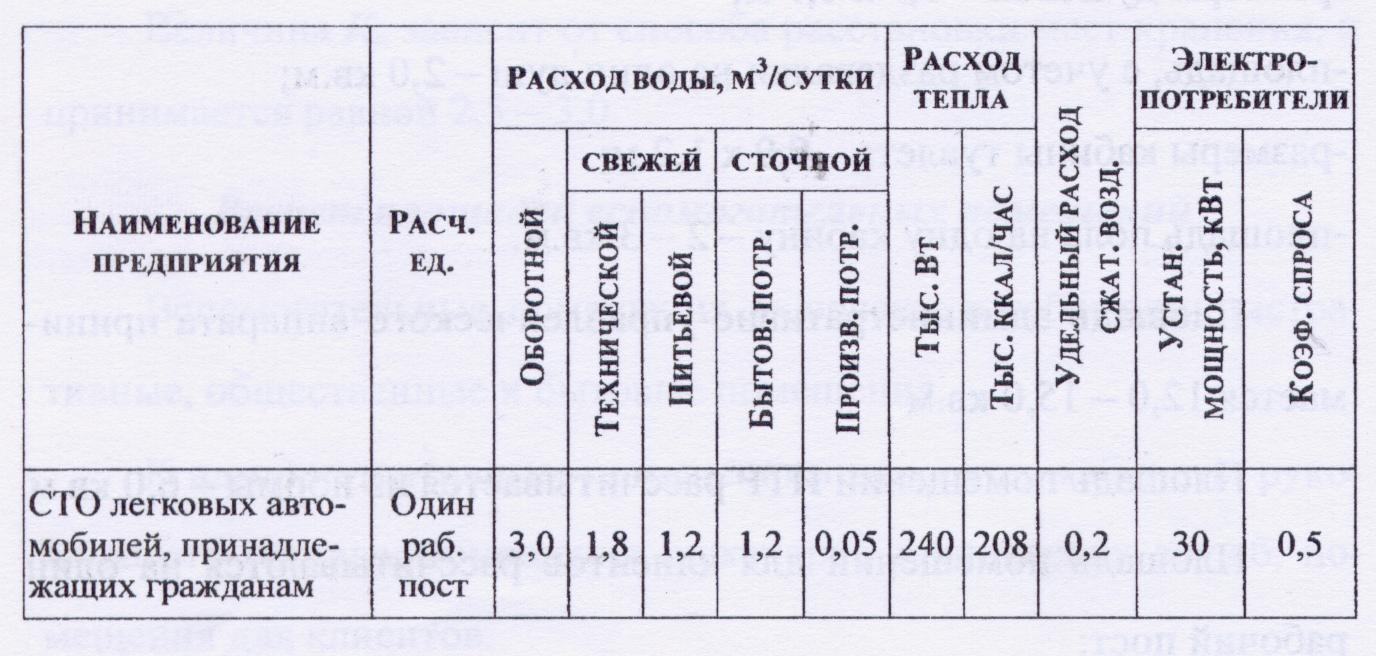 НАИМЕНОВАНИЕ
ПРЕДПРИЯТИЯ
РАСЧ.
ЕД.
РАСХОД ВОДЫ, М³/СУТКИ
ОБОРОТНОЙ
СВЕЖЕЙ
ТЕХНИЧЕСКОЙ
ПИТЬЕВОЙ
СТОЧНОЙ
БЫТОВ. ПОТР.
ПРОИЗВ. ПОТР.
РАСХОД
ТЕПЛА
ТЫС. ВТ
ТЫС. ККАЛ/ЧАС
УДЕЛЬНЫЙ РАСХОД
СЖАТ. ВОЗД.
ЭЛЕКТРО-
ПОТРЕБИТЕЛИ
УТАН.
МОЩНОСТЬ, КВТ
КОЭФ. СПРСА
СТО легковых авто-
мобилей, принадле-
жащих гражданам
Один
раб.
пост
3,0 1,8 1,2 1,2 0,05 240 208 0,2 30 0,5